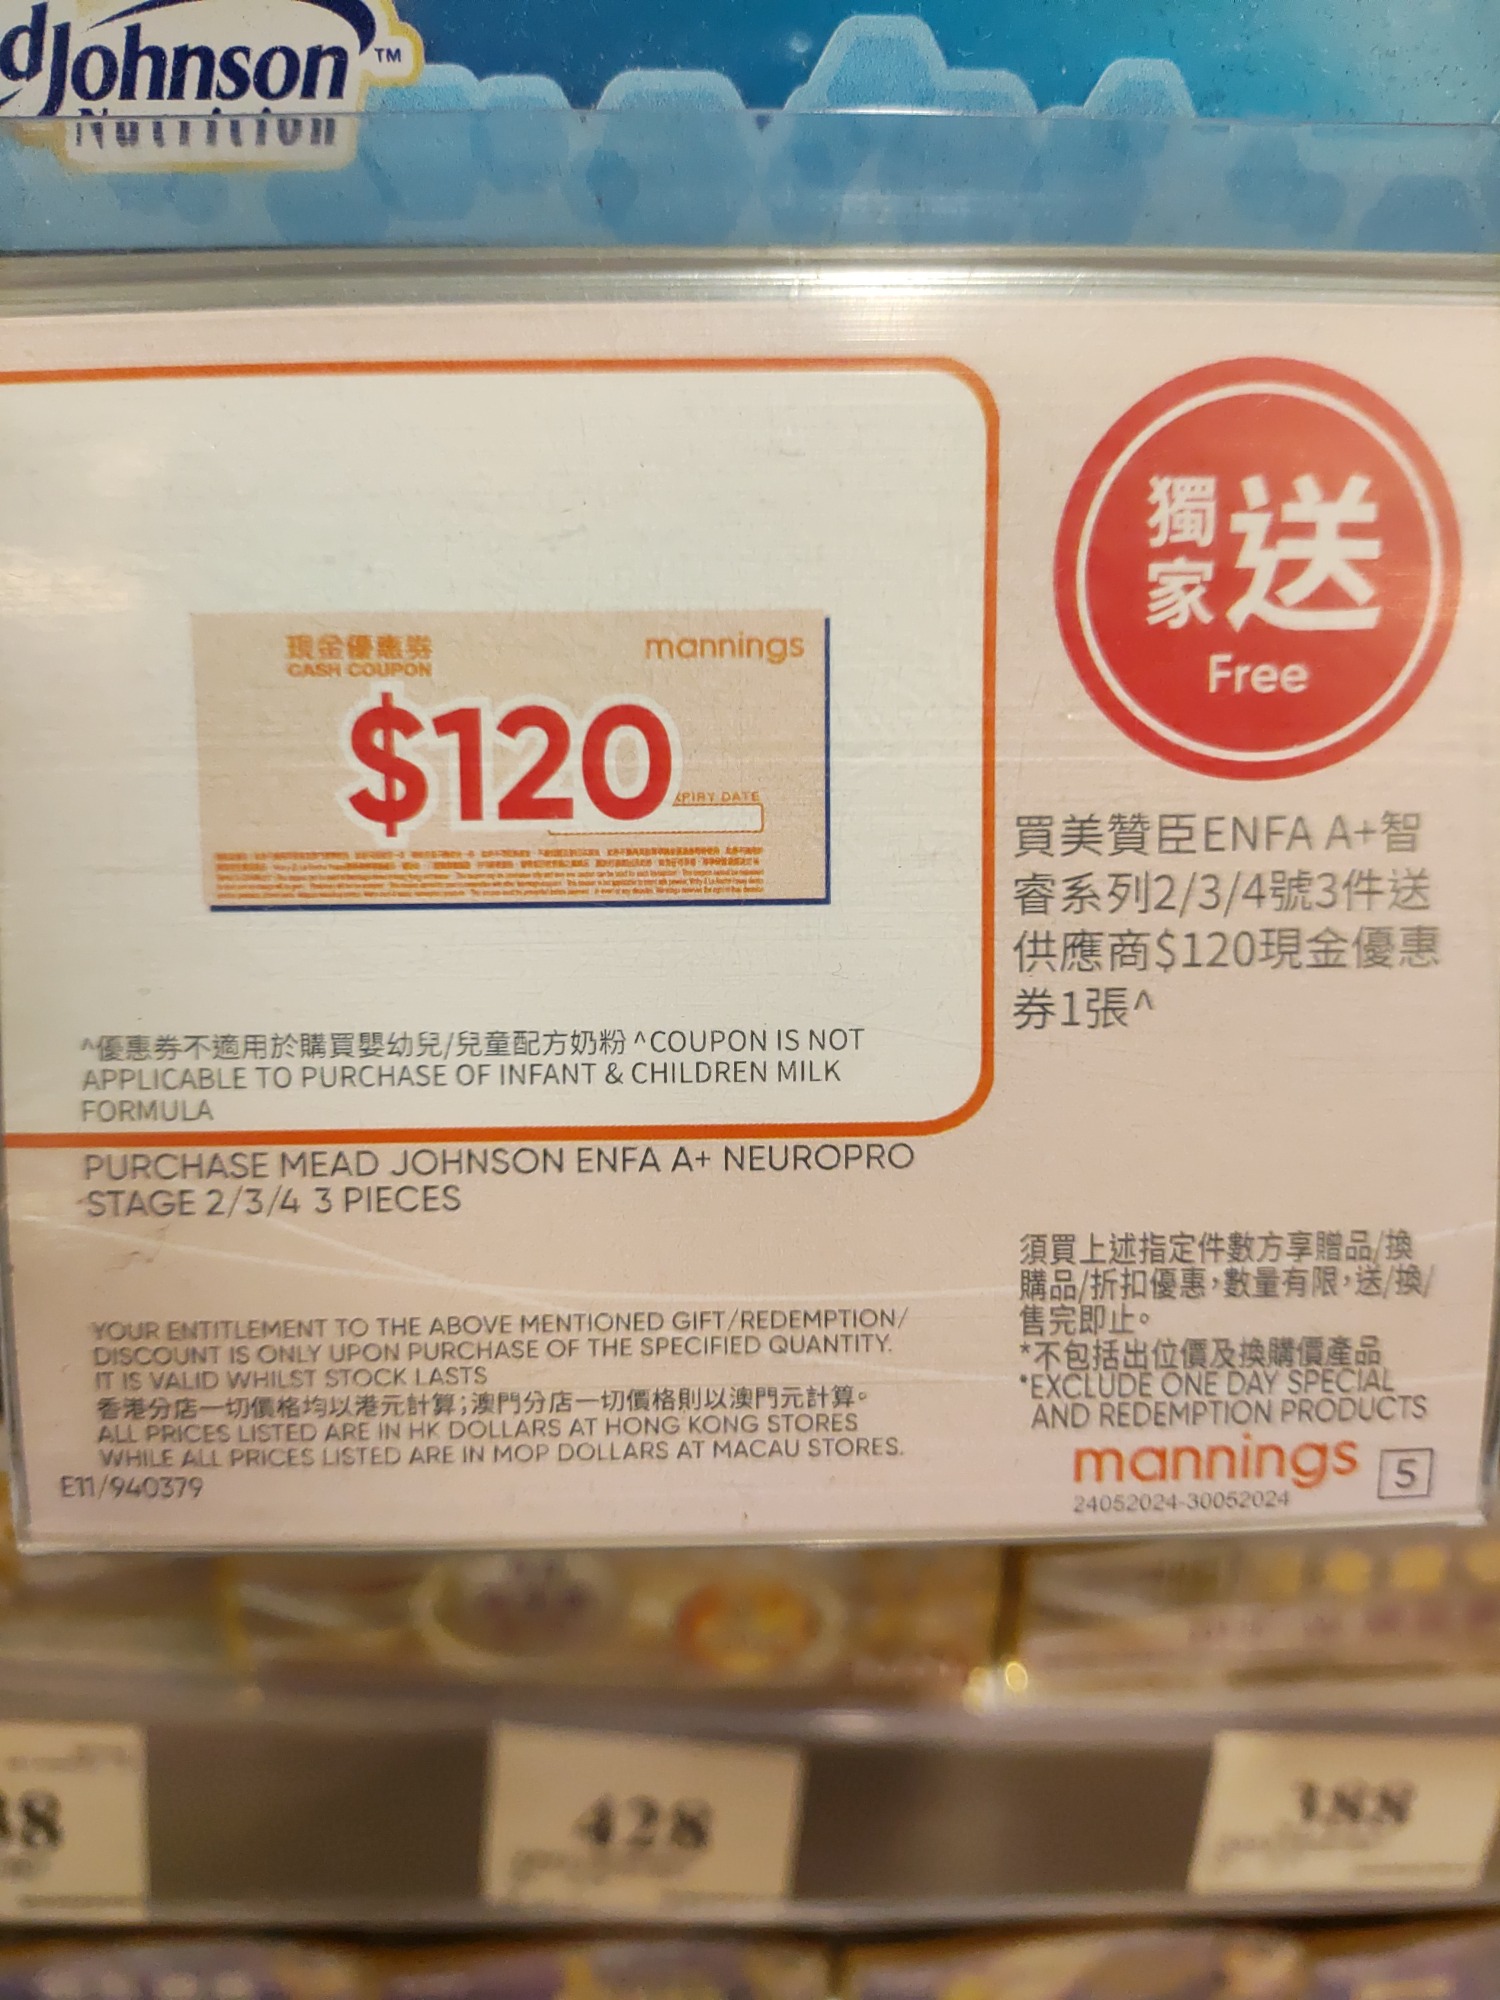 dJohnson™
Nutrition
獨家送
Free
現金優惠券
CASH COUPON
mannings
$120
EXPIRY DATE
買美贊臣ENFA A+智
睿系列2/3/4號3件送
供應商$120現金優惠
券1張^
^優惠券不適用於購買嬰幼兒/兒童配方奶粉 ^COUPON IS NOT
APPLICABLE TO PURCHASE OF INFANT & CHILDREN MILK
FORMULA
PURCHASE MEAD JOHNSON ENFA A+ NEUROPRO
STAGE 2/3/4 3 PIECES
須買上述指定件數方享贈品/換
購品/折扣優惠,數量有限,送/換/
售完即止。
*不包括出位價及換購價產品
*EXCLUDE ONE DAY SPECIAL
AND REDEMPTION PRODUCTS
YOUR ENTITLEMENT TO THE ABOVE MENTIONED GIFT/REDEMPTION/
DISCOUNT IS ONLY UPON PURCHASE OF THE SPECIFIED QUANTITY.
IT IS VALID WHILST STOCK LASTS
香港分店一切價格均以港元計算;澳門分店一切價格則以澳門元計算。
ALL PRICES LISTED ARE IN HK DOLLARS AT HONG KONG STORES
WHILE ALL PRICES LISTED ARE IN MOP DOLLARS AT MACAU STORES.
E11/940379
mannings 5
24052024-30052024
428
388